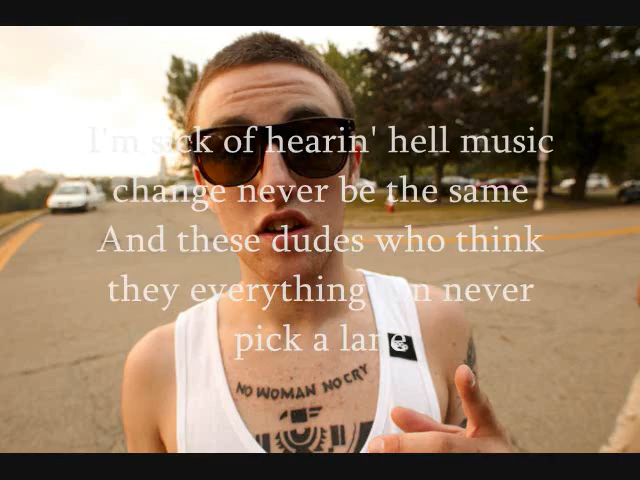 I'm sick of hearin' hell music
change never be the same
And these dudes who think
they everything can never
pick a lane
NO WOMAN NO CRY